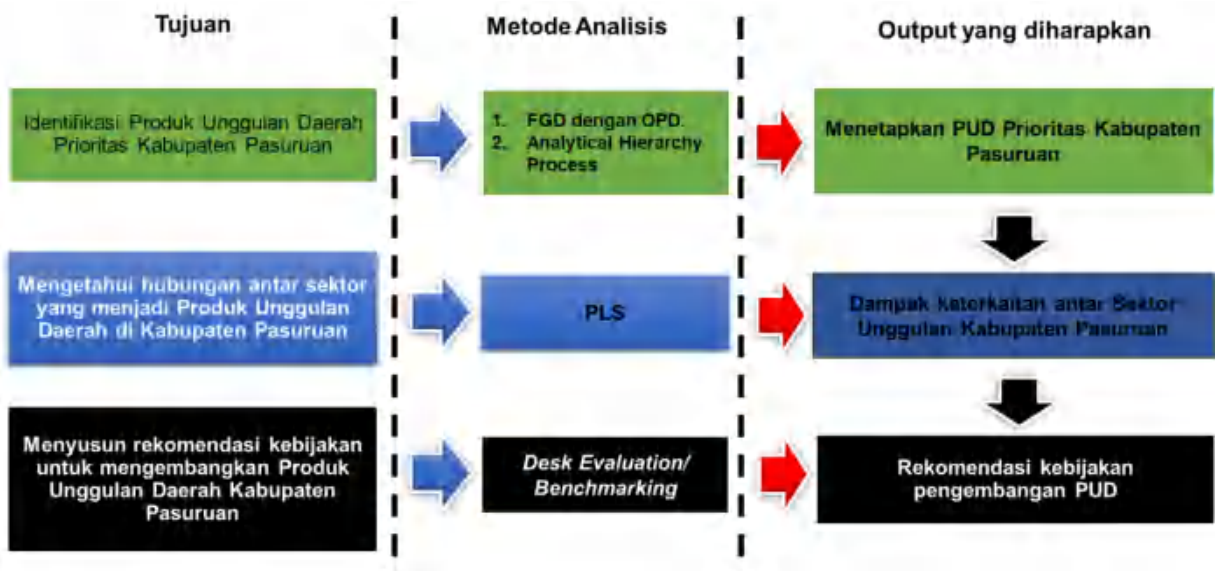 Tujuan
Metode Analisis
Output yang diharapkan
Identifikasi Produk Unggulan Daerah
Prioritas Kabupaten Pasuruan
1. FGD dengan OPD.
2. Analytical Hierarchy
Process
Menetapkan PUD Prioritas Kabupaten
Pasuruan
Mengetahui hubungan antar sektor
yang menjadi Produk Unggulan
Daerah di Kabupaten Pasuruan
PLS
Dampak keterkaitan antar Sektor
Unggulan Kabupaten Pasuruan
Menyusun rekomendasi kebijakan
untuk mengembangkan Produk
Unggulan Daerah Kabupaten
Pasuruan
Desk Evaluation/
Benchmarking
Rekomendasi kebijakan
pengembangan PUD